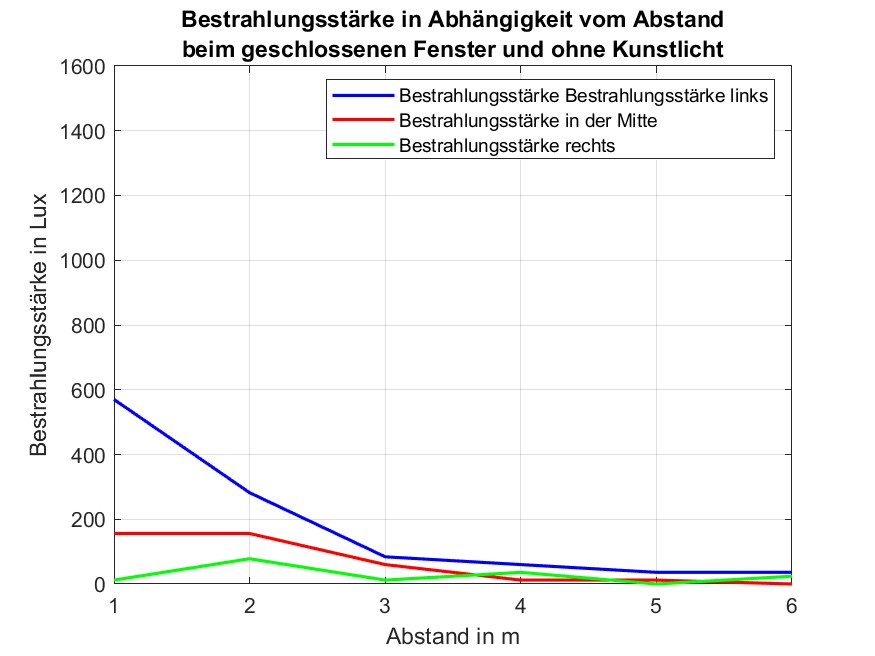 Bestrahlungsstärke in Abhängigkeit vom Abstand
beim geschlossenen Fenster und ohne Kunstlicht
Bestrahlungsstärke Bestrahlungsstärke links
Bestrahlungsstärke in der Mitte
Bestrahlungsstärke rechts
Bestrahlungsstärke in Lux
1600
1400
1200
1000
800
600
400
200
0
1 2 3 4 5 6
Abstand in m